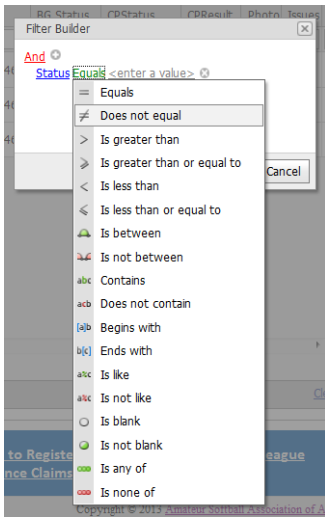 BG Status CPStatus CPResult Photo Issues
Filter Builder
And
Status Equals <enter a value>
46
= Equals
≠ Does not equal
46
> Is greater than
46
⩾ Is greater than or equal to
Cancel
< Is less than
⩽ Is less than or equal to
Is between
Is not between
abc Contains
acb Does not contain
[a]b Begins with
b[c] Ends with
a%c Is like
a%c Is not like
Is blank
to Register
eague
Is not blank
nce Claims
Is any of
Is none of
Copyright © 2013 Amateur Softball Association of A